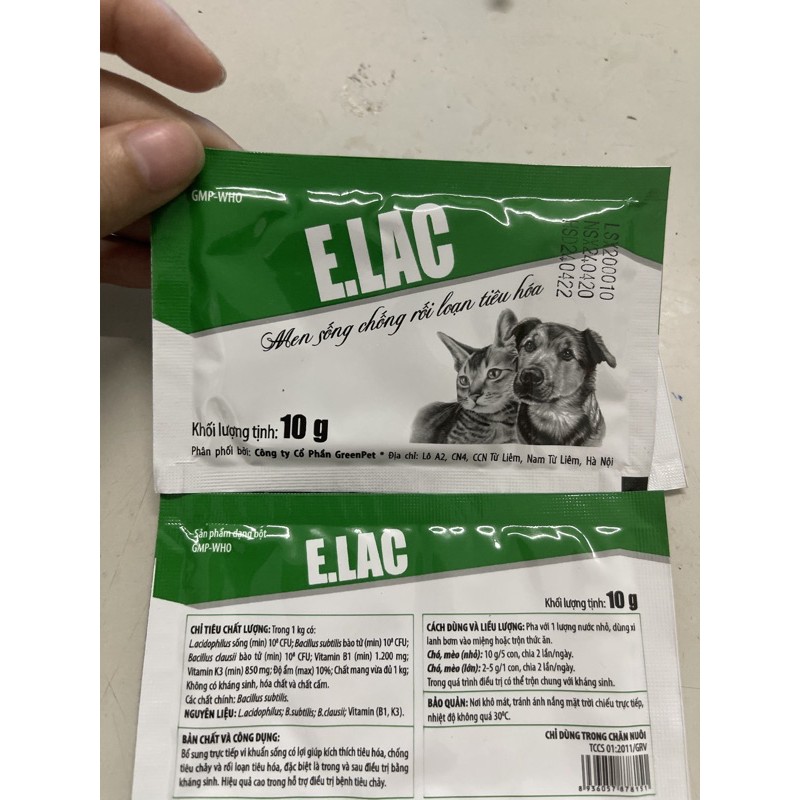 GMP-WHO
E.LAC
LSX200010
NSX240420
HSD240422
Men sống chống rối loạn tiêu hóa
Khối lượng tịnh: 10 g
Phân phối bởi: Công ty Cổ Phần GreenPet * Địa chỉ: Lô A2, CN4, CCN Từ Liêm, Nam Từ Liêm, Hà Nội
Sản phẩm dạng bột
GMP-WHO
E.LAC
Khối lượng tịnh: 10 g
CHỈ TIÊU CHẤT LƯỢNG: Trong 1 kg có:
L.acidophilus sống (min) 10⁸ CFU; Bacillus subtilis bào tử (min) 10⁸ CFU;
Bacillus clausii bào tử (min) 10⁸ CFU; Vitamin B1 (min) 1.200 mg;
Vitamin K3 (min) 850 mg; Độ ẩm (max) 10%; Chất mang vừa đủ 1 kg;
Không có kháng sinh, hóa chất và chất cấm.
Các chất chính: Bacillus subtilis.
NGUYÊN LIỆU: L.acidophilus; B.subtilis; B.clausii; Vitamin (B1, K3).
BẢN CHẤT VÀ CÔNG DỤNG:
Bổ sung trực tiếp vi khuẩn sống có lợi giúp kích thích tiêu hóa, chống
tiêu chảy và rối loạn tiêu hóa, đặc biệt là trong và sau điều trị bằng
kháng sinh. Hiệu quả cao trong hỗ trợ điều trị bệnh tiêu chảy.
CÁCH DÙNG VÀ LIỀU LƯỢNG: Pha với 1 lượng nước nhỏ, dùng xi
lanh bơm vào miệng hoặc trộn thức ăn.
Chó, mèo (nhỏ): 10 g/5 con, chia 2 lần/ngày.
Chó, mèo (lớn): 2-5 g/1 con, chia 2 lần/ngày.
Trong quá trình điều trị có thể trộn chung với kháng sinh.
BẢO QUẢN: Nơi khô mát, tránh ánh nắng mặt trời chiếu trực tiếp,
nhiệt độ không quá 30⁰C.
CHỈ DÙNG TRONG CHĂN NUÔI
TCCS 01:2011/GRV
8 936057 878151